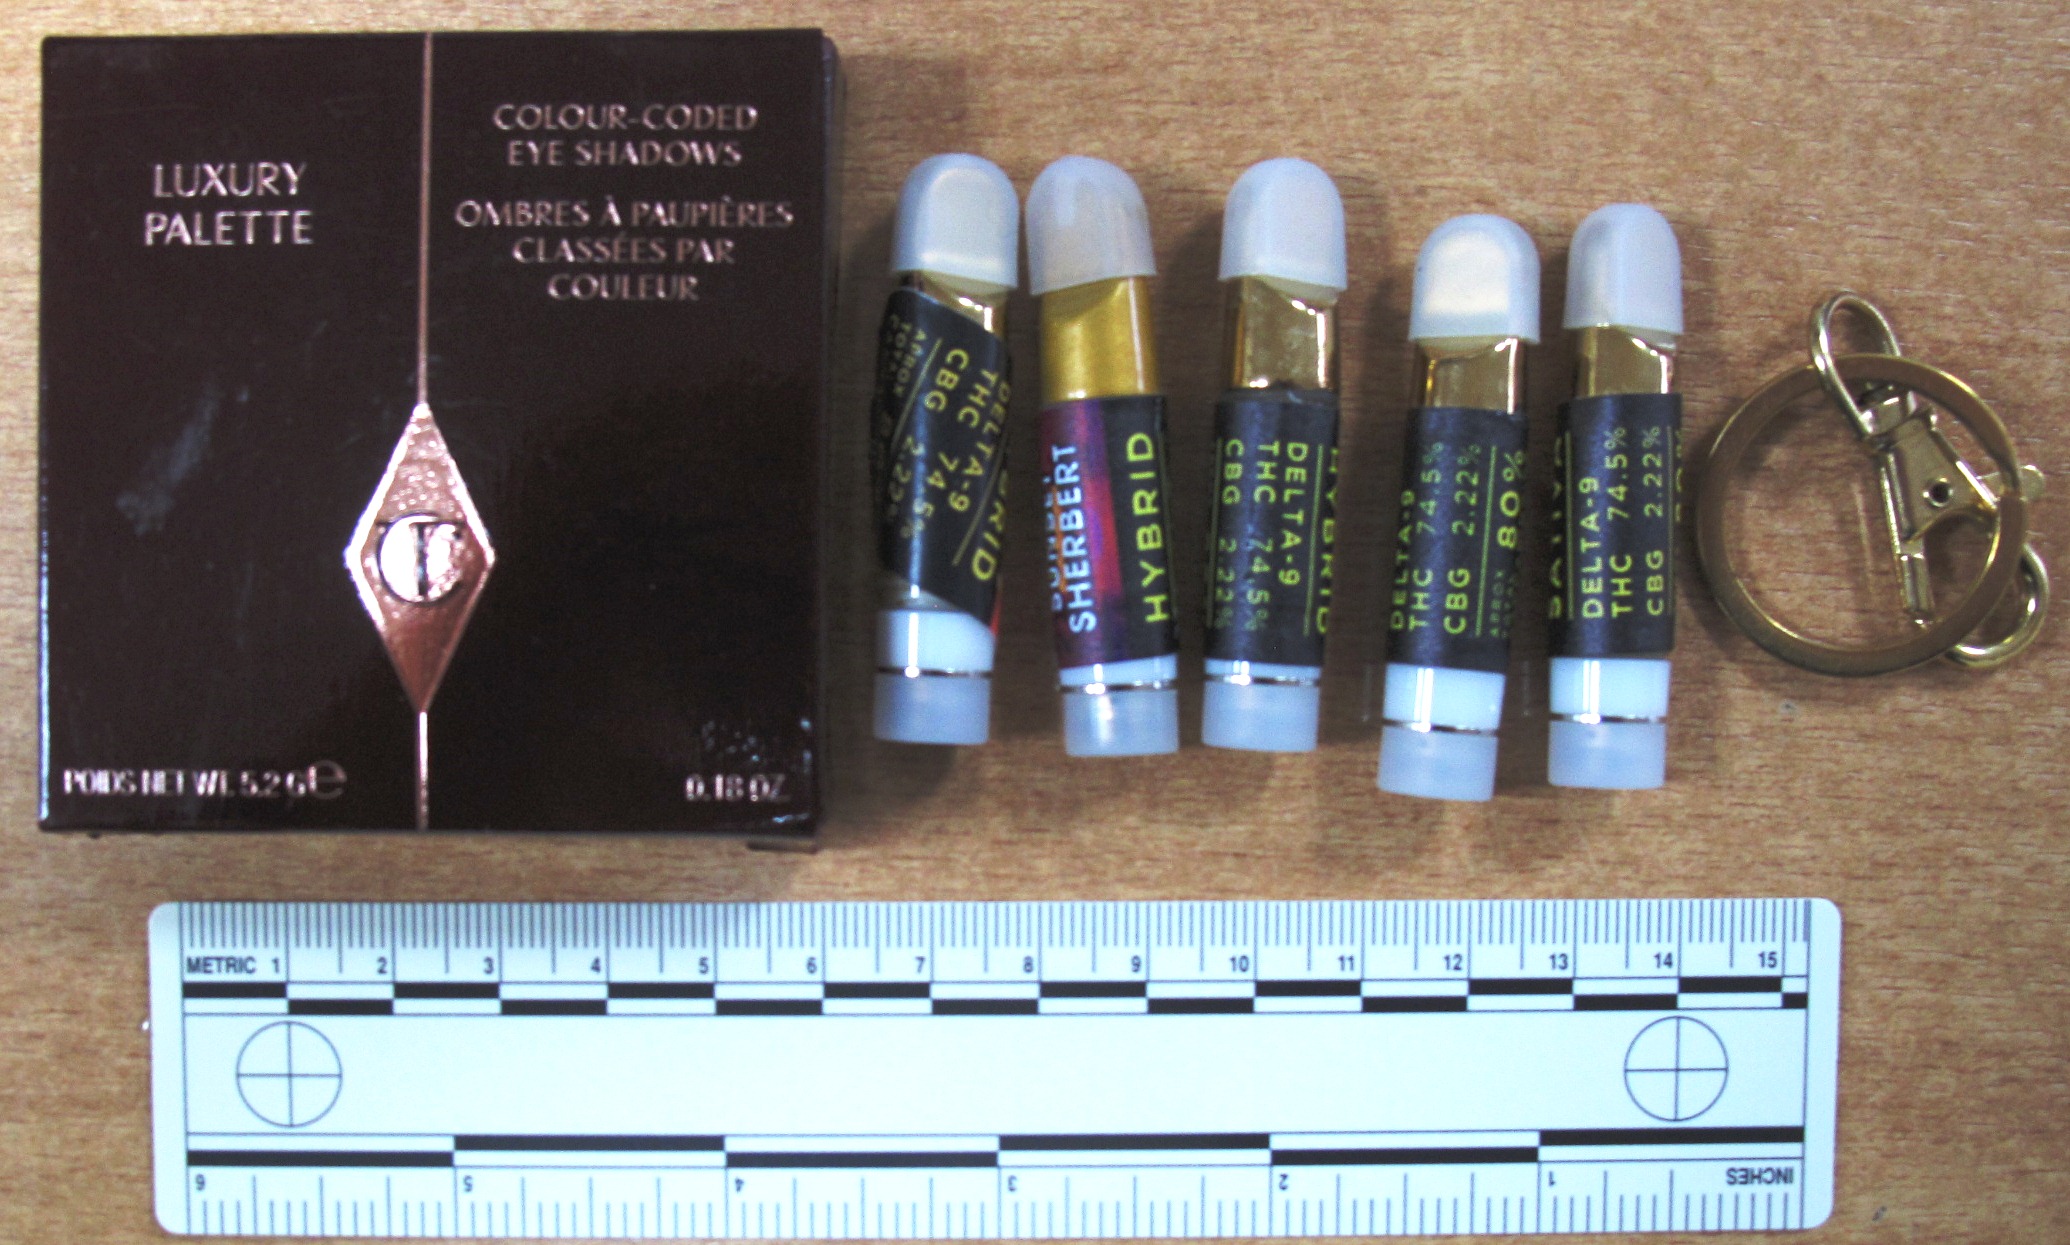 LUXURY
PALETTE
COLOUR-CODED
EYE SHADOWS
OMBRES À PAUPIÈRES
CLASSÉES PAR
COULEUR
POIDS NET WT. 5.2 G e
0.18 OZ
DELTA-9
THC 74.5%
CBG 2.22%
SHERBERT
HYBRID
HYBRID
DELTA-9
THC 74.5%
CBG 2.22%
DELTA-9
THC 74.5%
CBG 2.22%
80%
DELTA-9
THC 74.5%
CBG 2.22%
METRIC 1 2 3 4 5 6 7 8 9 10 11 12 13 14 15
INCHES 1 2 3 4 5 6